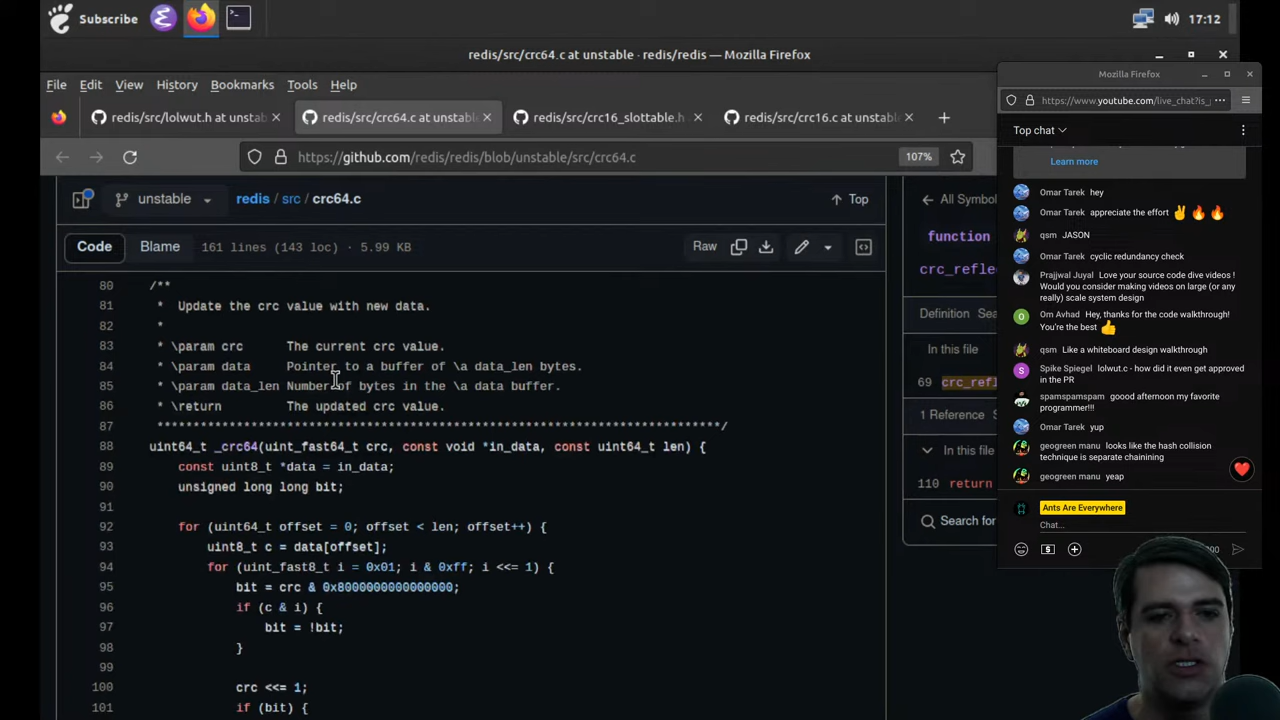 Subscribe
17:12
redis/src/crc64.c at unstable · redis/redis — Mozilla Firefox
File Edit View History Bookmarks Tools Help
redis/src/lolwut.h at unstab
redis/src/crc64.c at unstable
redis/src/crc16_slottable.h
redis/src/crc16.c at unstabl
https://github.com/redis/redis/blob/unstable/src/crc64.c
107%
unstable
redis / src / crc64.c
Top
Code Blame 161 lines (143 loc) · 5.99 KB
Raw
80 /**
81 * Update the crc value with new data.
82 *
83 * \param crc The current crc value.
84 * \param data Pointer to a buffer of \a data_len bytes.
85 * \param data_len Number of bytes in the \a data buffer.
86 * \return The updated crc value.
87 ******************************************************************************/
88 uint64_t _crc64(uint_fast64_t crc, const void *in_data, const uint64_t len) {
89 const uint8_t *data = in_data;
90 unsigned long long bit;
91
92 for (uint64_t offset = 0; offset < len; offset++) {
93 uint8_t c = data[offset];
94 for (uint_fast8_t i = 0x01; i & 0xff; i <<= 1) {
95 bit = crc & 0x8000000000000000;
96 if (c & i) {
97 bit = !bit;
98 }
99
100 crc <<= 1;
101 if (bit) {
All Symbol
function
crc_refle
Definition Sea
In this file
69 crc_refl
1 Reference
In this
110 return
Search for
Mozilla Firefox
https://www.youtube.com/live_chat?is_
Top chat
Learn more
Omar Tarek hey
Omar Tarek appreciate the effort ✌🔥🔥
qsm JASON
Omar Tarek cyclic redundancy check
Prajjwal Juyal Love your source code dive videos !
Would you consider making videos on large (or any
really) scale system design
Om Avhad Hey, thanks for the code walkthrough!
You're the best 👍
qsm Like a whiteboard design walkthrough
Spike Spiegel lolwut.c - how did it even get approved
in the PR
spamspamspam goood afternoon my favorite
programmer!!!
Omar Tarek yup
geogreen manu looks like the hash collision
technique is separate chainining
geogreen manu yeap
Ants Are Everywhere
Chat...